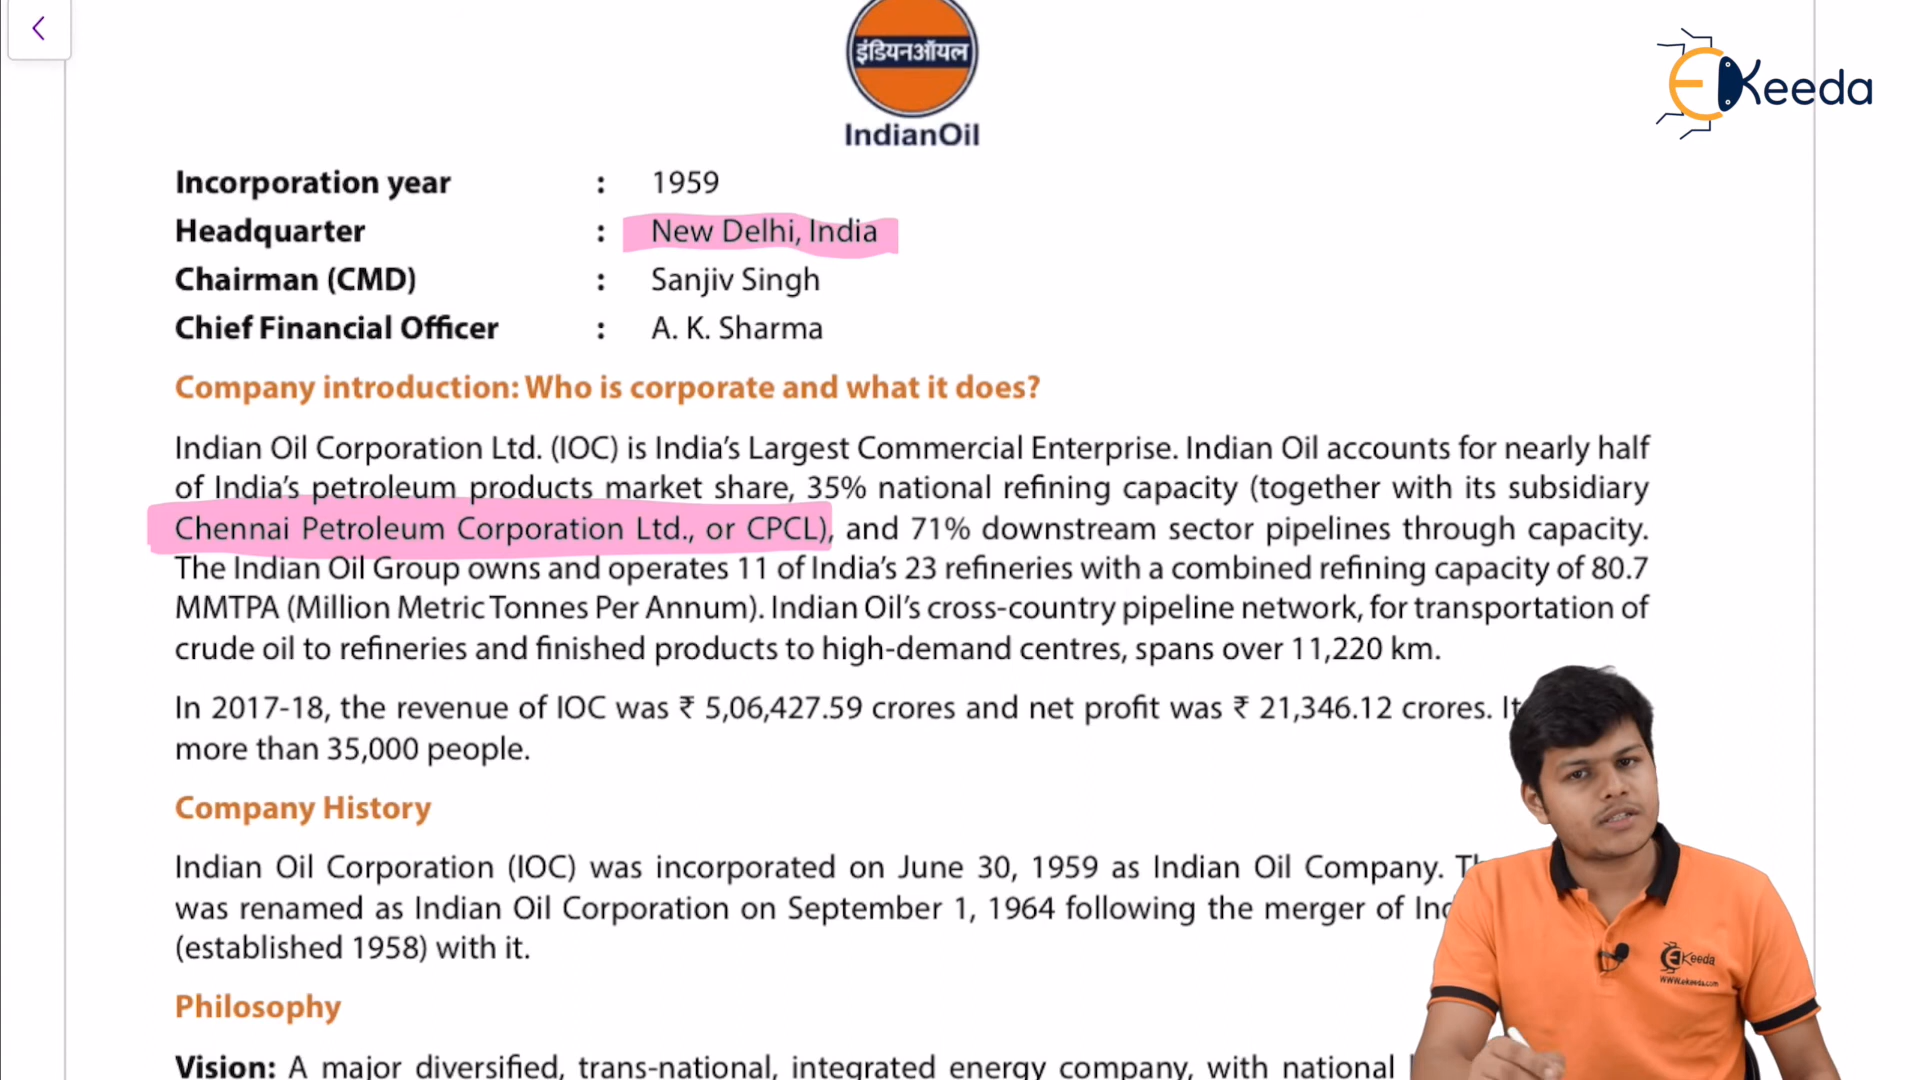 इंडियनऑयल
IndianOil
EKeeda
Incorporation year : 1959
Headquarter : New Delhi, India
Chairman (CMD) : Sanjiv Singh
Chief Financial Officer : A. K. Sharma
Company introduction: Who is corporate and what it does?
Indian Oil Corporation Ltd. (IOC) is India's Largest Commercial Enterprise. Indian Oil accounts for nearly half
of India's petroleum products market share, 35% national refining capacity (together with its subsidiary
Chennai Petroleum Corporation Ltd., or CPCL), and 71% downstream sector pipelines through capacity.
The Indian Oil Group owns and operates 11 of India's 23 refineries with a combined refining capacity of 80.7
MMTPA (Million Metric Tonnes Per Annum). Indian Oil's cross-country pipeline network, for transportation of
crude oil to refineries and finished products to high-demand centres, spans over 11,220 km.
In 2017-18, the revenue of IOC was ₹ 5,06,427.59 crores and net profit was ₹ 21,346.12 crores. It
more than 35,000 people.
Company History
Indian Oil Corporation (IOC) was incorporated on June 30, 1959 as Indian Oil Company.
was renamed as Indian Oil Corporation on September 1, 1964 following the merger of
(established 1958) with it.
Philosophy
Vision: A major diversified, trans-national, integrated energy company, with national
EKeeda
www.ekeeda.com